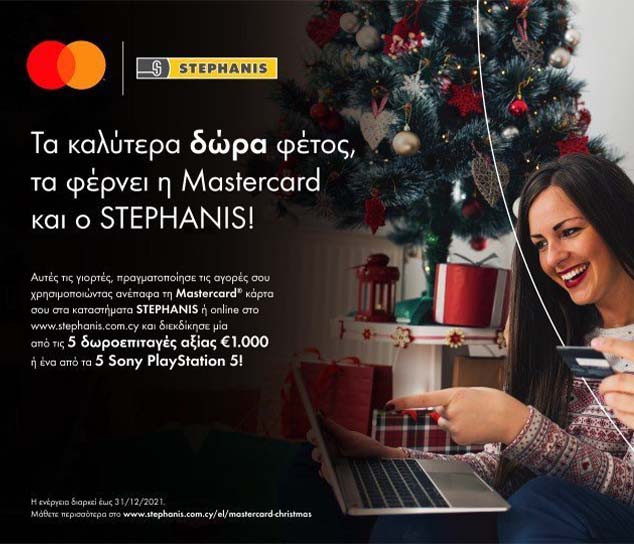 STEPHANIS
Τα καλύτερα δώρα φέτος,
τα φέρνει η Mastercard
και ο STEPHANIS!
Αυτές τις γιορτές, πραγματοποίησε τις αγορές σου
χρησιμοποιώντας ανέπαφα τη Mastercard® κάρτα
σου στα καταστήματα STEPHANIS ή online στο
www.stephanis.com.cy και διεκδίκησε μία
από τις 5 δωροεπιταγές αξίας €1.000
ή ένα από τα 5 Sony PlayStation 5!
Η ενέργεια διαρκεί έως 31/12/2021.
Μάθετε περισσότερα στο www.stephanis.com.cy/el/mastercard-christmas